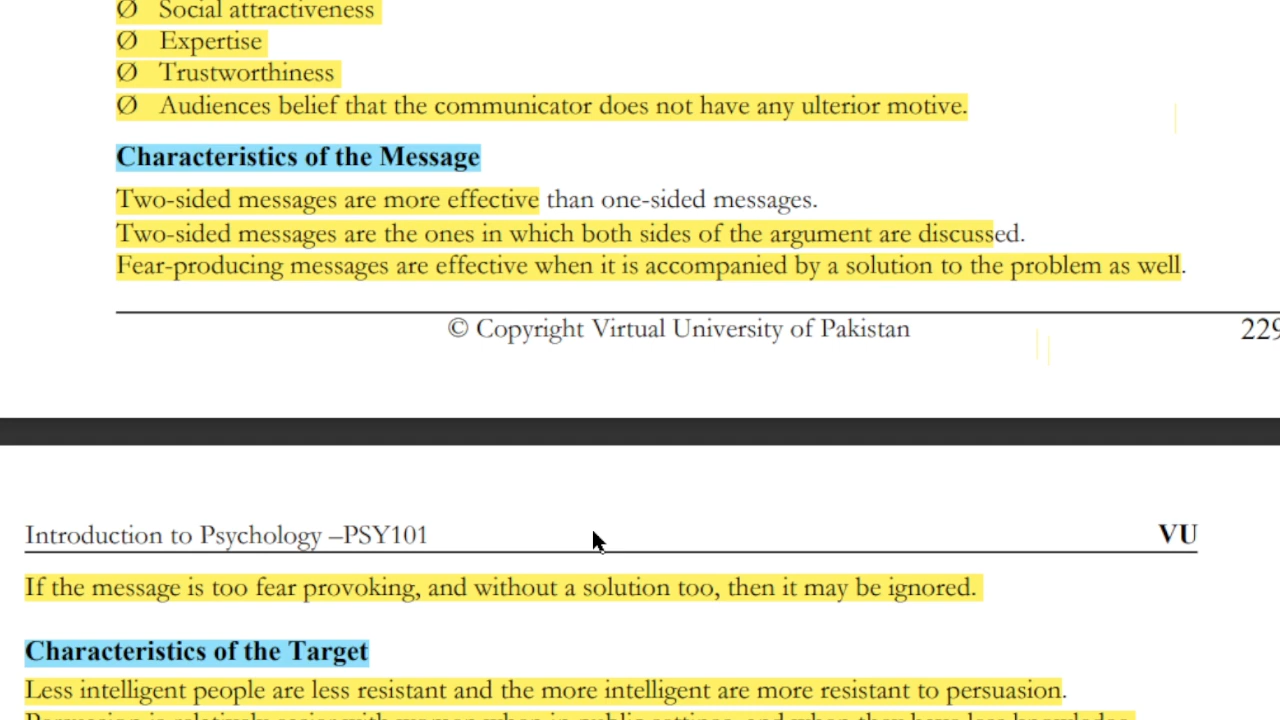 Ø Social attractiveness
Ø Expertise
Ø Trustworthiness
Ø Audiences belief that the communicator does not have any ulterior motive.
Characteristics of the Message
Two-sided messages are more effective than one-sided messages.
Two-sided messages are the ones in which both sides of the argument are discussed.
Fear-producing messages are effective when it is accompanied by a solution to the problem as well.
© Copyright Virtual University of Pakistan 229
Introduction to Psychology –PSY101 VU
If the message is too fear provoking, and without a solution too, then it may be ignored.
Characteristics of the Target
Less intelligent people are less resistant and the more intelligent are more resistant to persuasion.